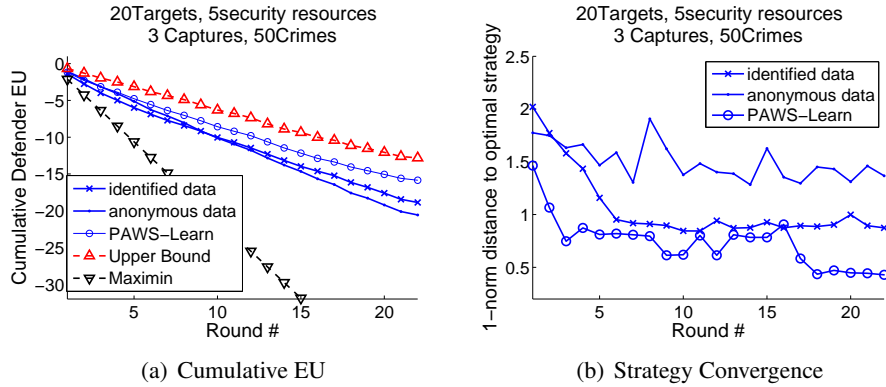 20Targets, 5security resources
3 Captures, 50Crimes
Cumulative Defender EU
0
−5
−10
−15
−20
−25
−30
identified data
anonymous data
PAWS−Learn
Upper Bound
Maximin
5
10
15
20
Round #
(a) Cumulative EU
20Targets, 5security resources
3 Captures, 50Crimes
1−norm distance to optimal strategy
2.5
2
1.5
1
0.5
identified data
anonymous data
PAWS−Learn
5
10
15
20
Round #
(b) Strategy Convergence